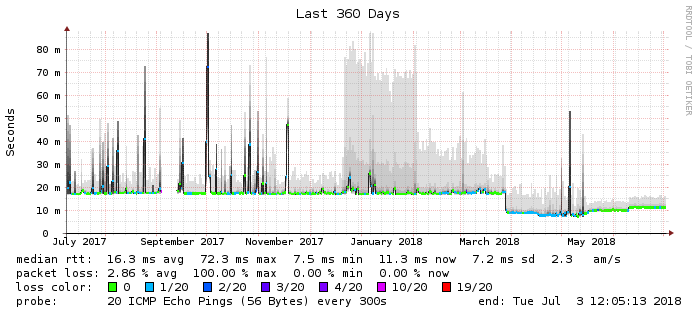 Last 360 Days
RRDTOOL / TOBI OETIKER
Seconds
80 m
70 m
60 m
50 m
40 m
30 m
20 m
10 m
0
July 2017 September 2017 November 2017 January 2018 March 2018 May 2018
median rtt: 16.3 ms avg 72.3 ms max 7.5 ms min 11.3 ms now 7.2 ms sd 2.3 am/s
packet loss: 2.86 % avg 100.00 % max 0.00 % min 0.00 % now
loss color: 0 1/20 2/20 3/20 4/20 10/20 19/20
probe: 20 ICMP Echo Pings (56 Bytes) every 300s end: Tue Jul 3 12:05:13 2018